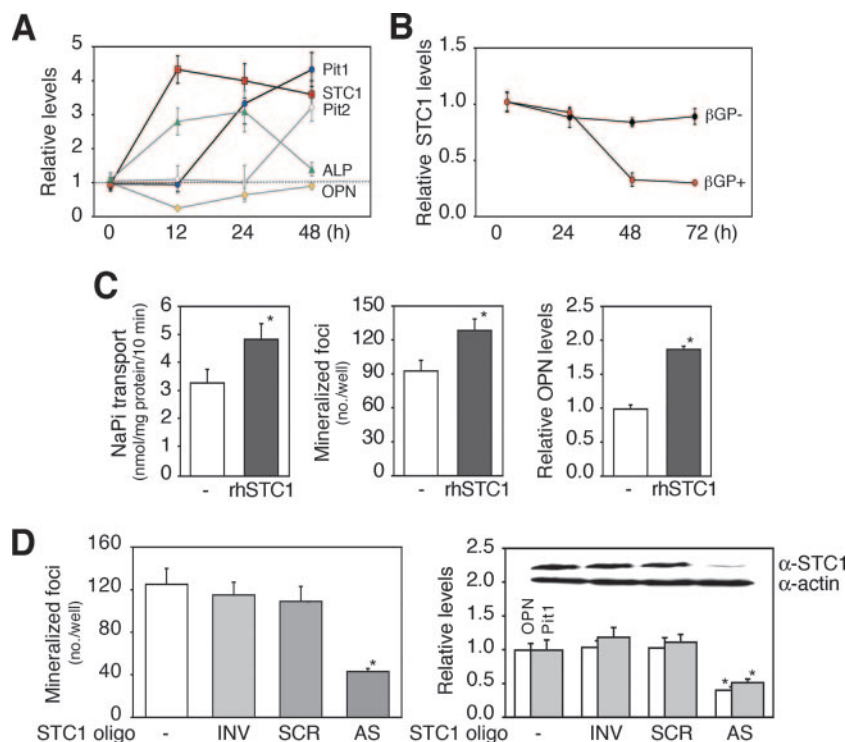 A
Relative levels
5
4
3
2
1
0
0 12 24 48 (h)
Pit1
STC1
Pit2
ALP
OPN
B
Relative STC1 levels
1.5
1.0
0.5
0.0
0 24 48 72 (h)
βGP-
βGP+
C
NaPi transport
(nmol/mg protein/10 min)
6
5
4
3
2
1
0
*
- rhSTC1
Mineralized foci
(no./well)
150
120
90
60
30
0
*
- rhSTC1
Relative OPN levels
2.5
2.0
1.5
1.0
0.5
0.0
*
- rhSTC1
D
Mineralized foci
(no./well)
160
120
80
40
0
*
STC1 oligo - INV SCR AS
Relative levels
2.5
2.0
1.5
1.0
0.5
0.0
α-STC1
α-actin
OPN
Pit1
* *
STC1 oligo - INV SCR AS